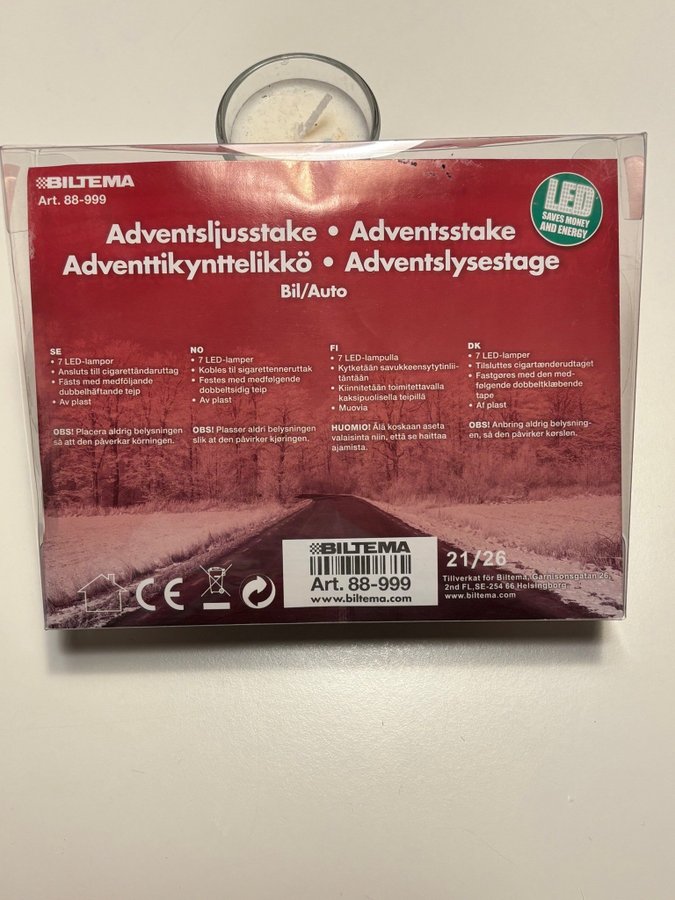 BILTEMA
Art. 88-999
LED
SAVES MONEY
AND ENERGY
Adventsljusstake • Adventsstake
Adventtikynttelikkö • Adventslysestage
Bil/Auto
SE
• 7 LED-lampor
• Ansluts till cigarettändaruttag
• Fästs med medföljande
dubbelhäftande tejp
• Av plast
OBS! Placera aldrig belysningen
så att den påverkar körningen.
NO
• 7 LED-lamper
• Kobles til sigarettenneruttak
• Festes med medfølgende
dobbeltsidig teip
• Av plast
OBS! Plasser aldri belysningen
slik at den påvirker kjøringen.
FI
• 7 LED-lampulla
• Kytketään savukkeensytytinlii-
täntään
• Kiinnitetään toimitettavalla
kaksipuolisella teipillä
• Muovia
HUOMIO! Älä koskaan aseta
valaisinta niin, että se haittaa
ajamista.
DK
• 7 LED-lamper
• Tilsluttes cigartænderudtaget
• Fastgøres med den med-
følgende dobbeltklæbende
tape
• Af plast
OBS! Anbring aldrig belysning-
en, så den påvirker kørslen.
CE
BILTEMA
Art. 88-999
www.biltema.com
21/26
Tillverkat för Biltema, Garnisonsgatan 26,
2nd FL,SE-254 66 Helsingborg
www.biltema.com